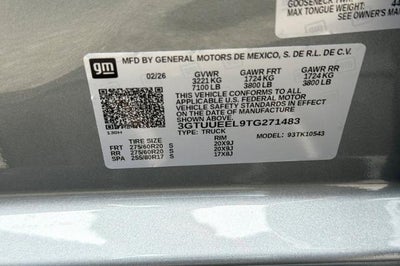 GOOSENECK
MAX TONGUE WEIGHT:
SEE OWNER'S MA
gm
MFD BY GENERAL MOTORS DE MEXICO, S. DE R.L. DE C.V.
02/26 GVWR GAWR FRT GAWR RR
3221 KG 1724 KG 1724 KG
7100 LB 3800 LB 3800 LB
THIS VEHICLE CONFORMS TO ALL
APPLICABLE U.S. FEDERAL MOTOR
VEHICLE SAFETY STANDARDS IN
EFFECT ON THE DATE OF
MANUFACTURE SHOWN ABOVE.
3GTUUEEL9TG271483
TYPE: TRUCK MODEL: 93TK10543
TIRE SIZE RIM
FRT 275/60R20 S 20X9J
RR 275/60R20 S 20X9J
SPA 255/80R17 S 17X8J